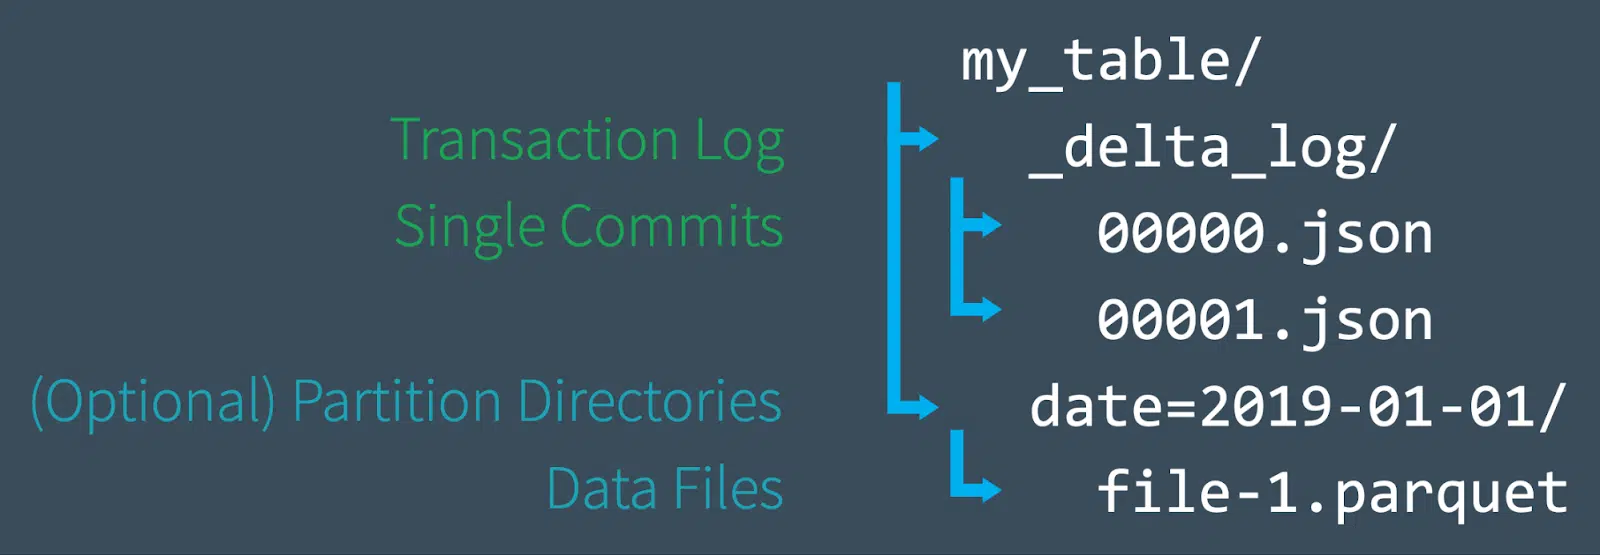 my_table/
Transaction Log
_delta_log/
Single Commits
00000.json
00001.json
(Optional) Partition Directories
date=2019-01-01/
Data Files
file-1.parquet